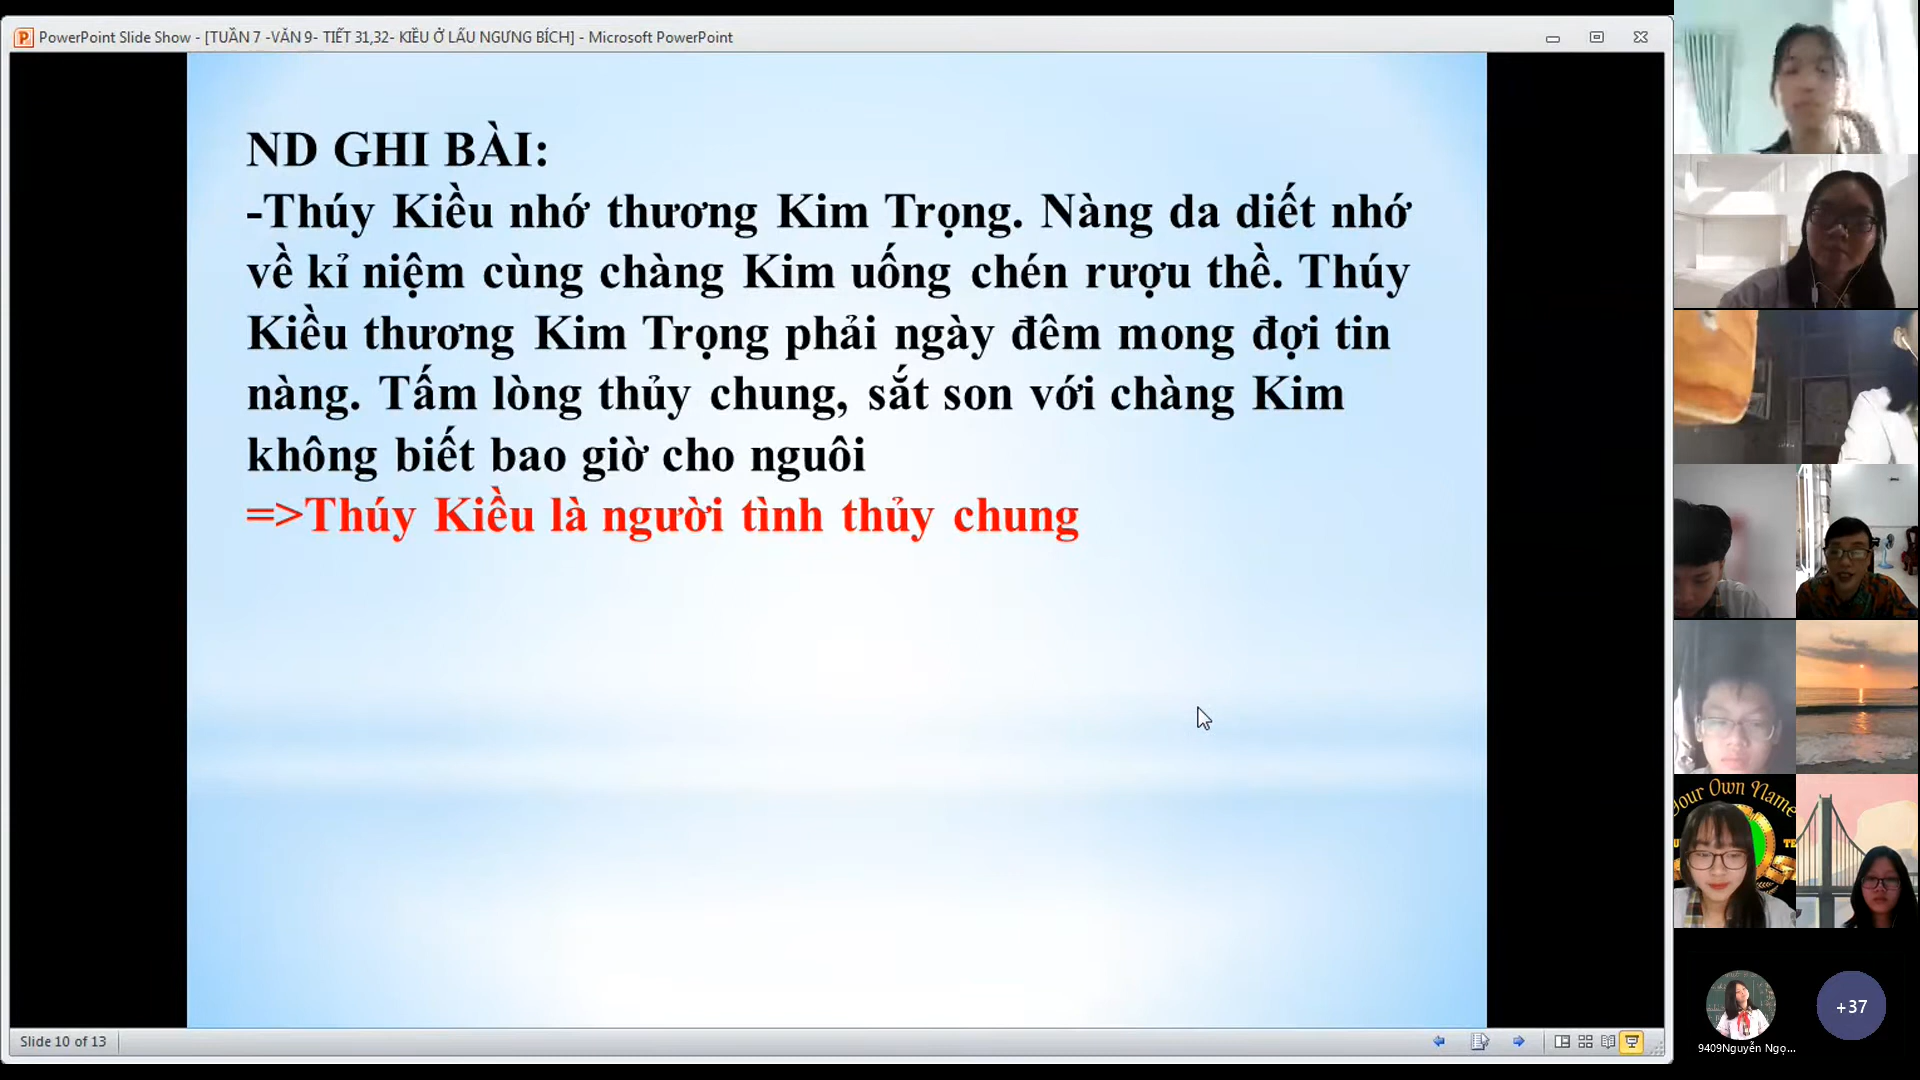 PowerPoint Slide Show - [TUẦN 7 -VĂN 9- TIẾT 31,32- KIỀU Ở LẦU NGƯNG BÍCH] - Microsoft PowerPoint
ND GHI BÀI:
-Thúy Kiều nhớ thương Kim Trọng. Nàng da diết nhớ
về kỉ niệm cùng chàng Kim uống chén rượu thề. Thúy
Kiều thương Kim Trọng phải ngày đêm mong đợi tin
nàng. Tấm lòng thủy chung, sắt son với chàng Kim
không biết bao giờ cho nguôi
=>Thúy Kiều là người tình thủy chung
Slide 10 of 13
Your Own Name
+37
9409Nguyễn Ngọ...